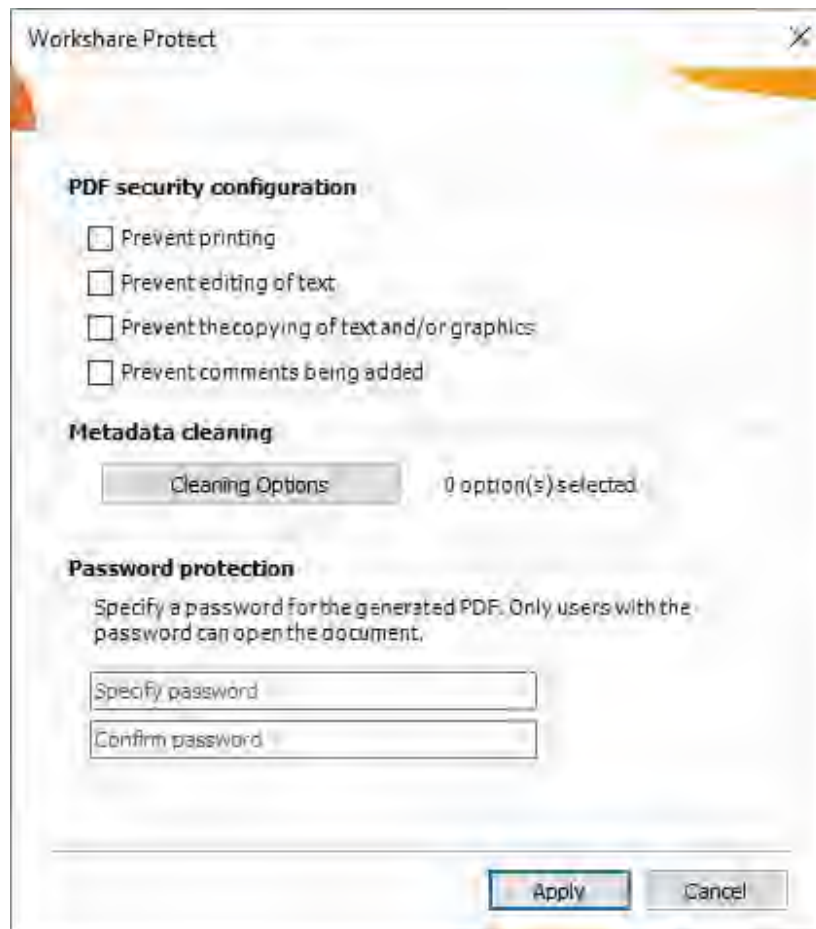 Workshare Protect
PDF security configuration
Prevent printing
Prevent editing of text
Prevent the copying of text and/or graphics
Prevent comments being added
Metadata cleaning
Cleaning Options
0 option(s) selected.
Password protection
Specify a password for the generated PDF. Only users with the
password can open the document.
Specify password
Confirm password
Apply
Cancel